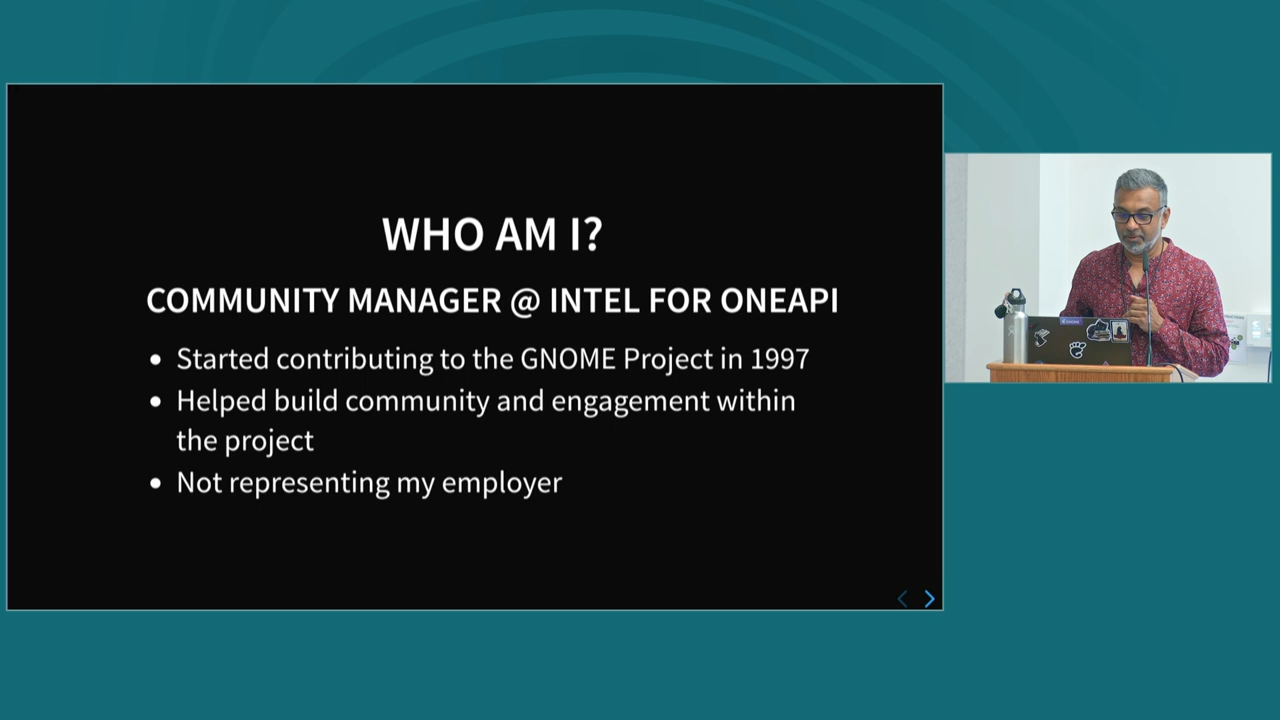 WHO AM I?
COMMUNITY MANAGER @ INTEL FOR ONEAPI
• Started contributing to the GNOME Project in 1997
• Helped build community and engagement within
the project
• Not representing my employer